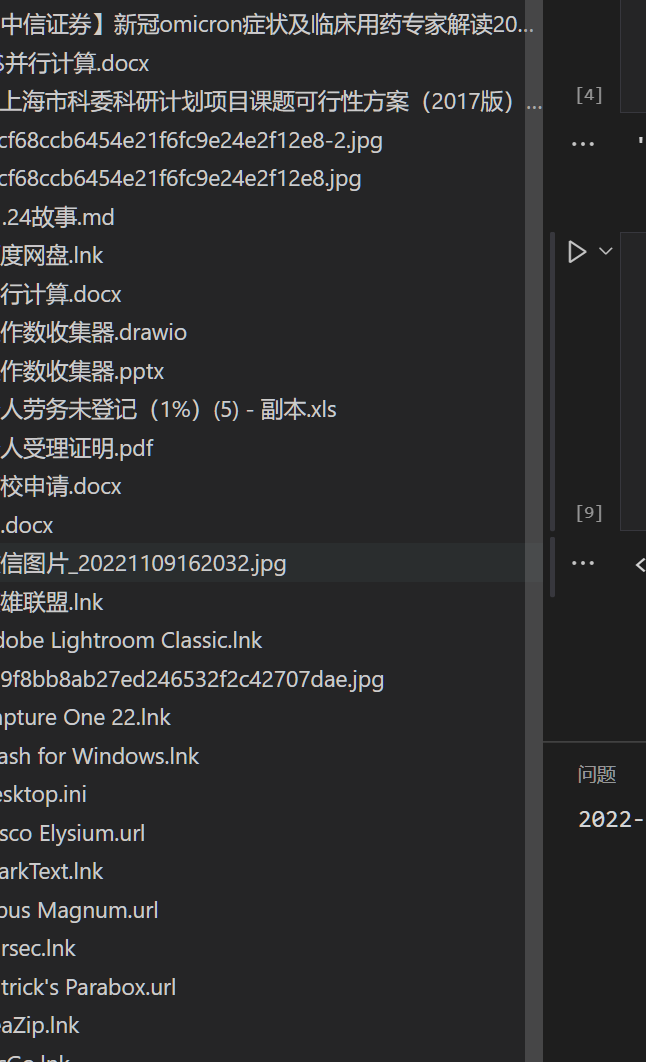 中信证券】新冠omicron症状及临床用药专家解读20...
S并行计算.docx
上海市科委科研计划项目课题可行性方案（2017版）...
cf68ccb6454e21f6fc9e24e2f12e8-2.jpg
cf68ccb6454e21f6fc9e24e2f12e8.jpg
.24故事.md
度网盘.lnk
行计算.docx
作数收集器.drawio
作数收集器.pptx
人劳务未登记（1%）(5) - 副本.xls
人受理证明.pdf
校申请.docx
.docx
信图片_20221109162032.jpg
雄联盟.lnk
dobe Lightroom Classic.lnk
9f8bb8ab27ed246532f2c42707dae.jpg
apture One 22.lnk
ash for Windows.lnk
esktop.ini
sco Elysium.url
arkText.lnk
pus Magnum.url
rsec.lnk
trick's Parabox.url
eaZip.lnk
[4]
[9]
问题
2022-